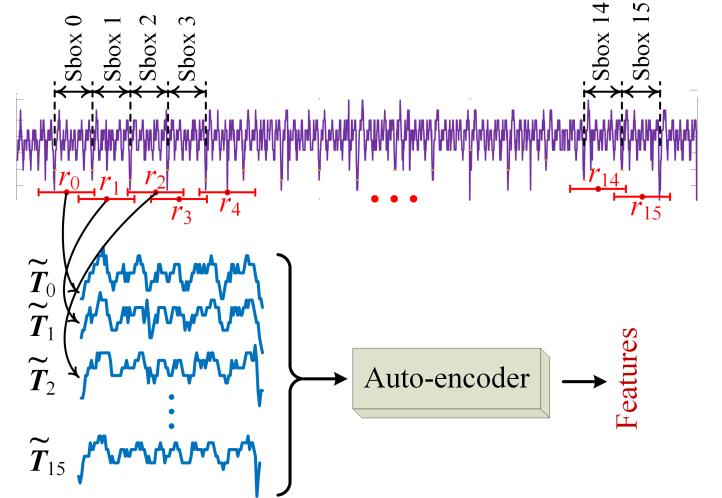 Sbox 0
Sbox 1
Sbox 2
Sbox 3
Sbox 14
Sbox 15
r₀
r₁
r₂
r₃
r₄
r₁₄
r₁₅
T̃₀
T̃₁
T̃₂
T̃₁₅
Auto-encoder
Features